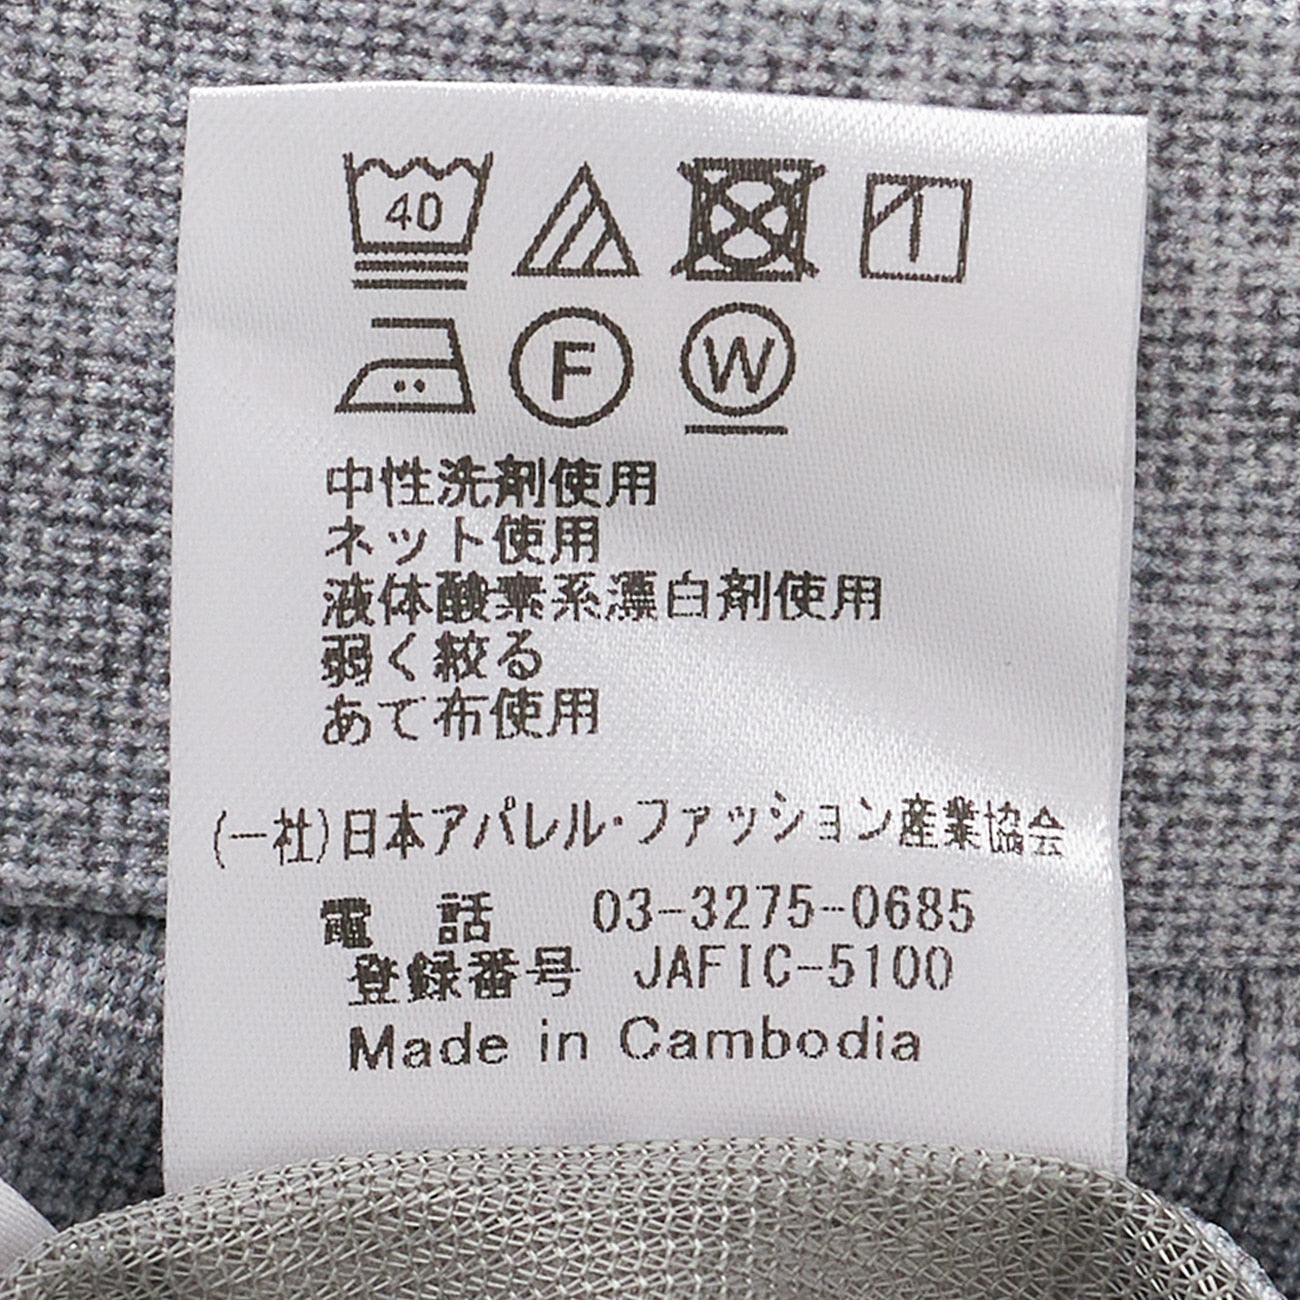 40
F W
中性洗剤使用
ネット使用
液体酸素系漂白剤使用
弱く絞る
あて布使用
(一社)日本アパレル・ファッション産業協会
電 話 03-3275-0685
登録番号 JAFIC-5100
Made in Cambodia